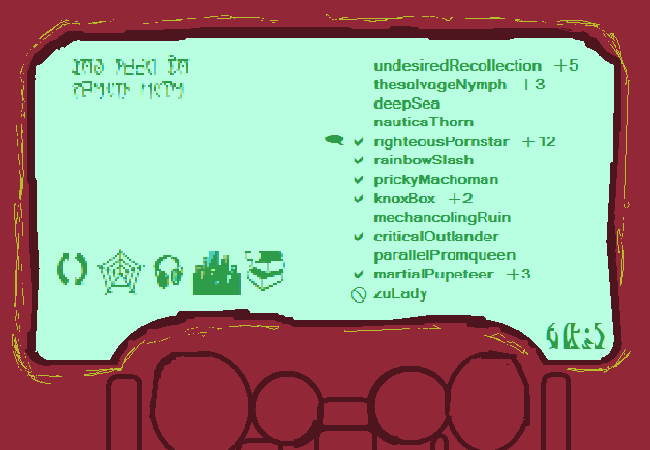 undesiredRecollection +5
thesolvageNymph +3
deepSea
nauticaThorn
righteousPornstar +12
rainbowSlash
prickyMachoman
knoxBox +2
mechancolingRuin
criticalOutlander
parallelPromqueen
martialPupeteer +3
zuLady